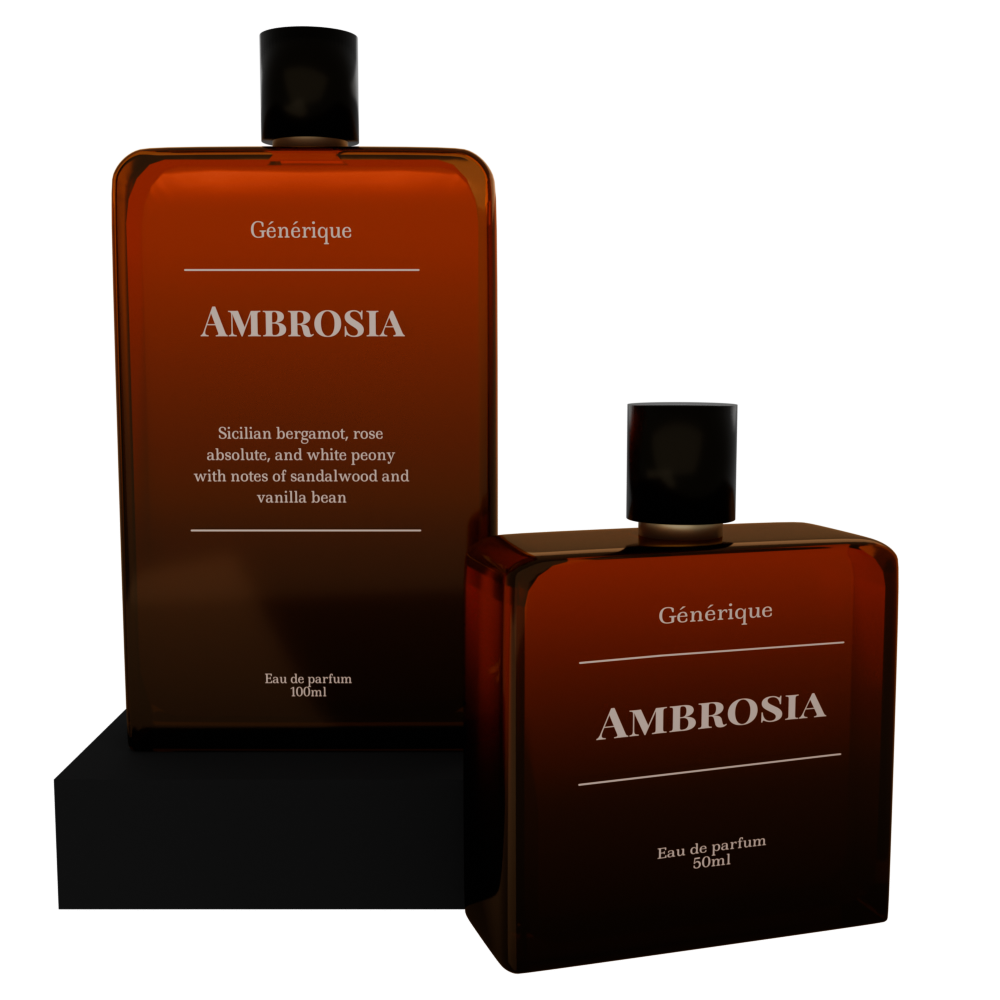 Générique
AMBROSIA
Sicilian bergamot, rose
absolute, and white peony
with notes of sandalwood and
vanilla bean
Eau de parfum
100ml
Générique
AMBROSIA
Eau de parfum
50ml